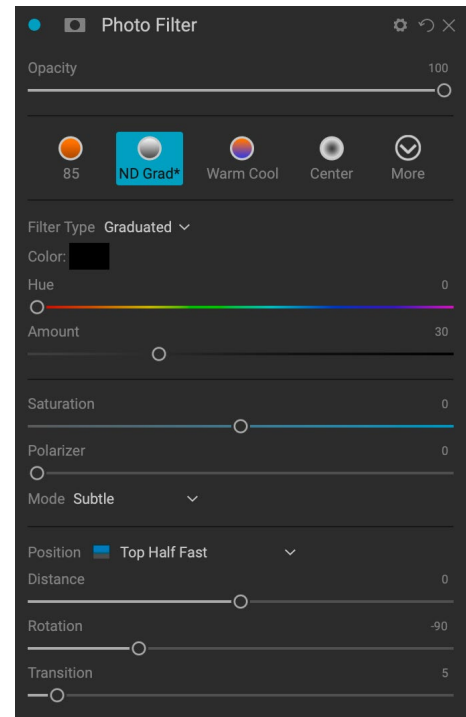 Photo Filter
Opacity 100
85 ND Grad* Warm Cool Center More
Filter Type Graduated
Color:
Hue 0
Amount 30
Saturation 0
Polarizer 0
Mode Subtle
Position Top Half Fast
Distance 0
Rotation -90
Transition 5